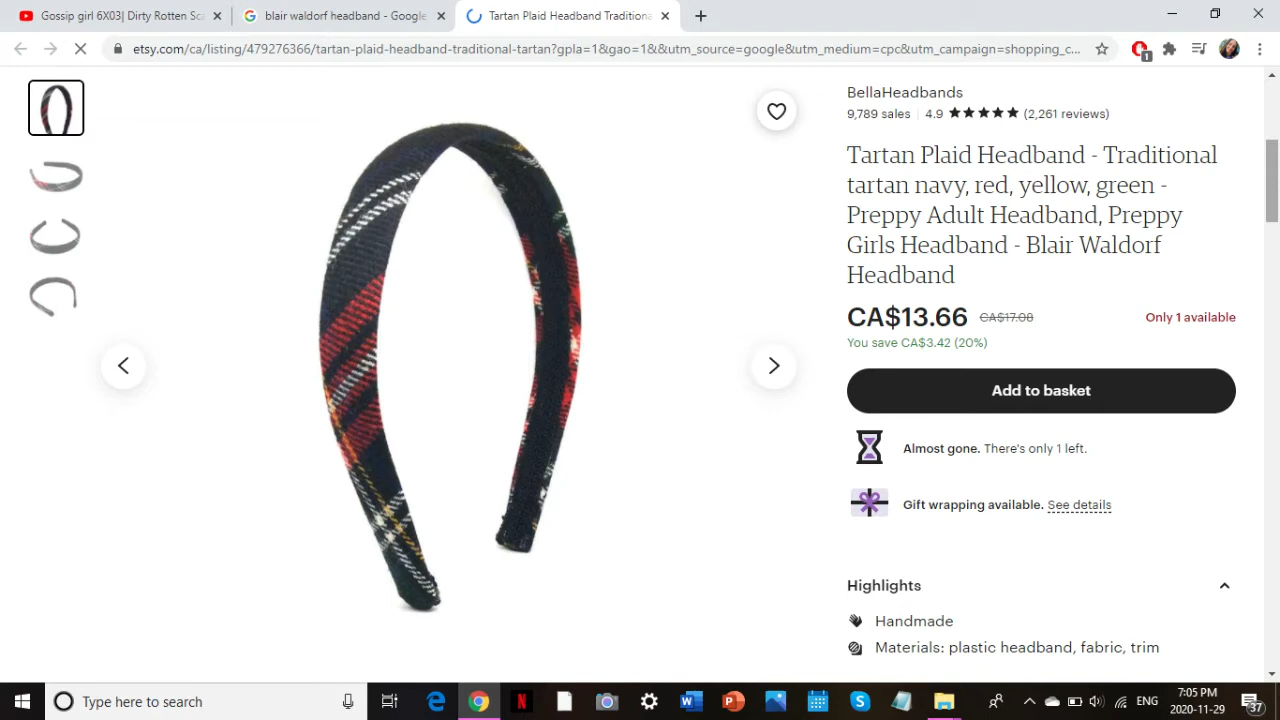 Gossip girl 6X03| Dirty Rotten Sca
blair waldorf headband - Google
Tartan Plaid Headband Traditiona
etsy.com/ca/listing/479276366/tartan-plaid-headband-traditional-tartan?gpla=1&gao=1&&utm_source=google&utm_medium=cpc&utm_campaign=shopping_c...
1
BellaHeadbands
9,789 sales 4.9 ★★★★★ (2,261 reviews)
Tartan Plaid Headband - Traditional
tartan navy, red, yellow, green -
Preppy Adult Headband, Preppy
Girls Headband - Blair Waldorf
Headband
CA$13.66 CA$17.08 Only 1 available
You save CA$3.42 (20%)
Add to basket
Almost gone. There's only 1 left.
Gift wrapping available. See details
Highlights
Handmade
Materials: plastic headband, fabric, trim
Type here to search
ENG
7:05 PM
2020-11-29
37